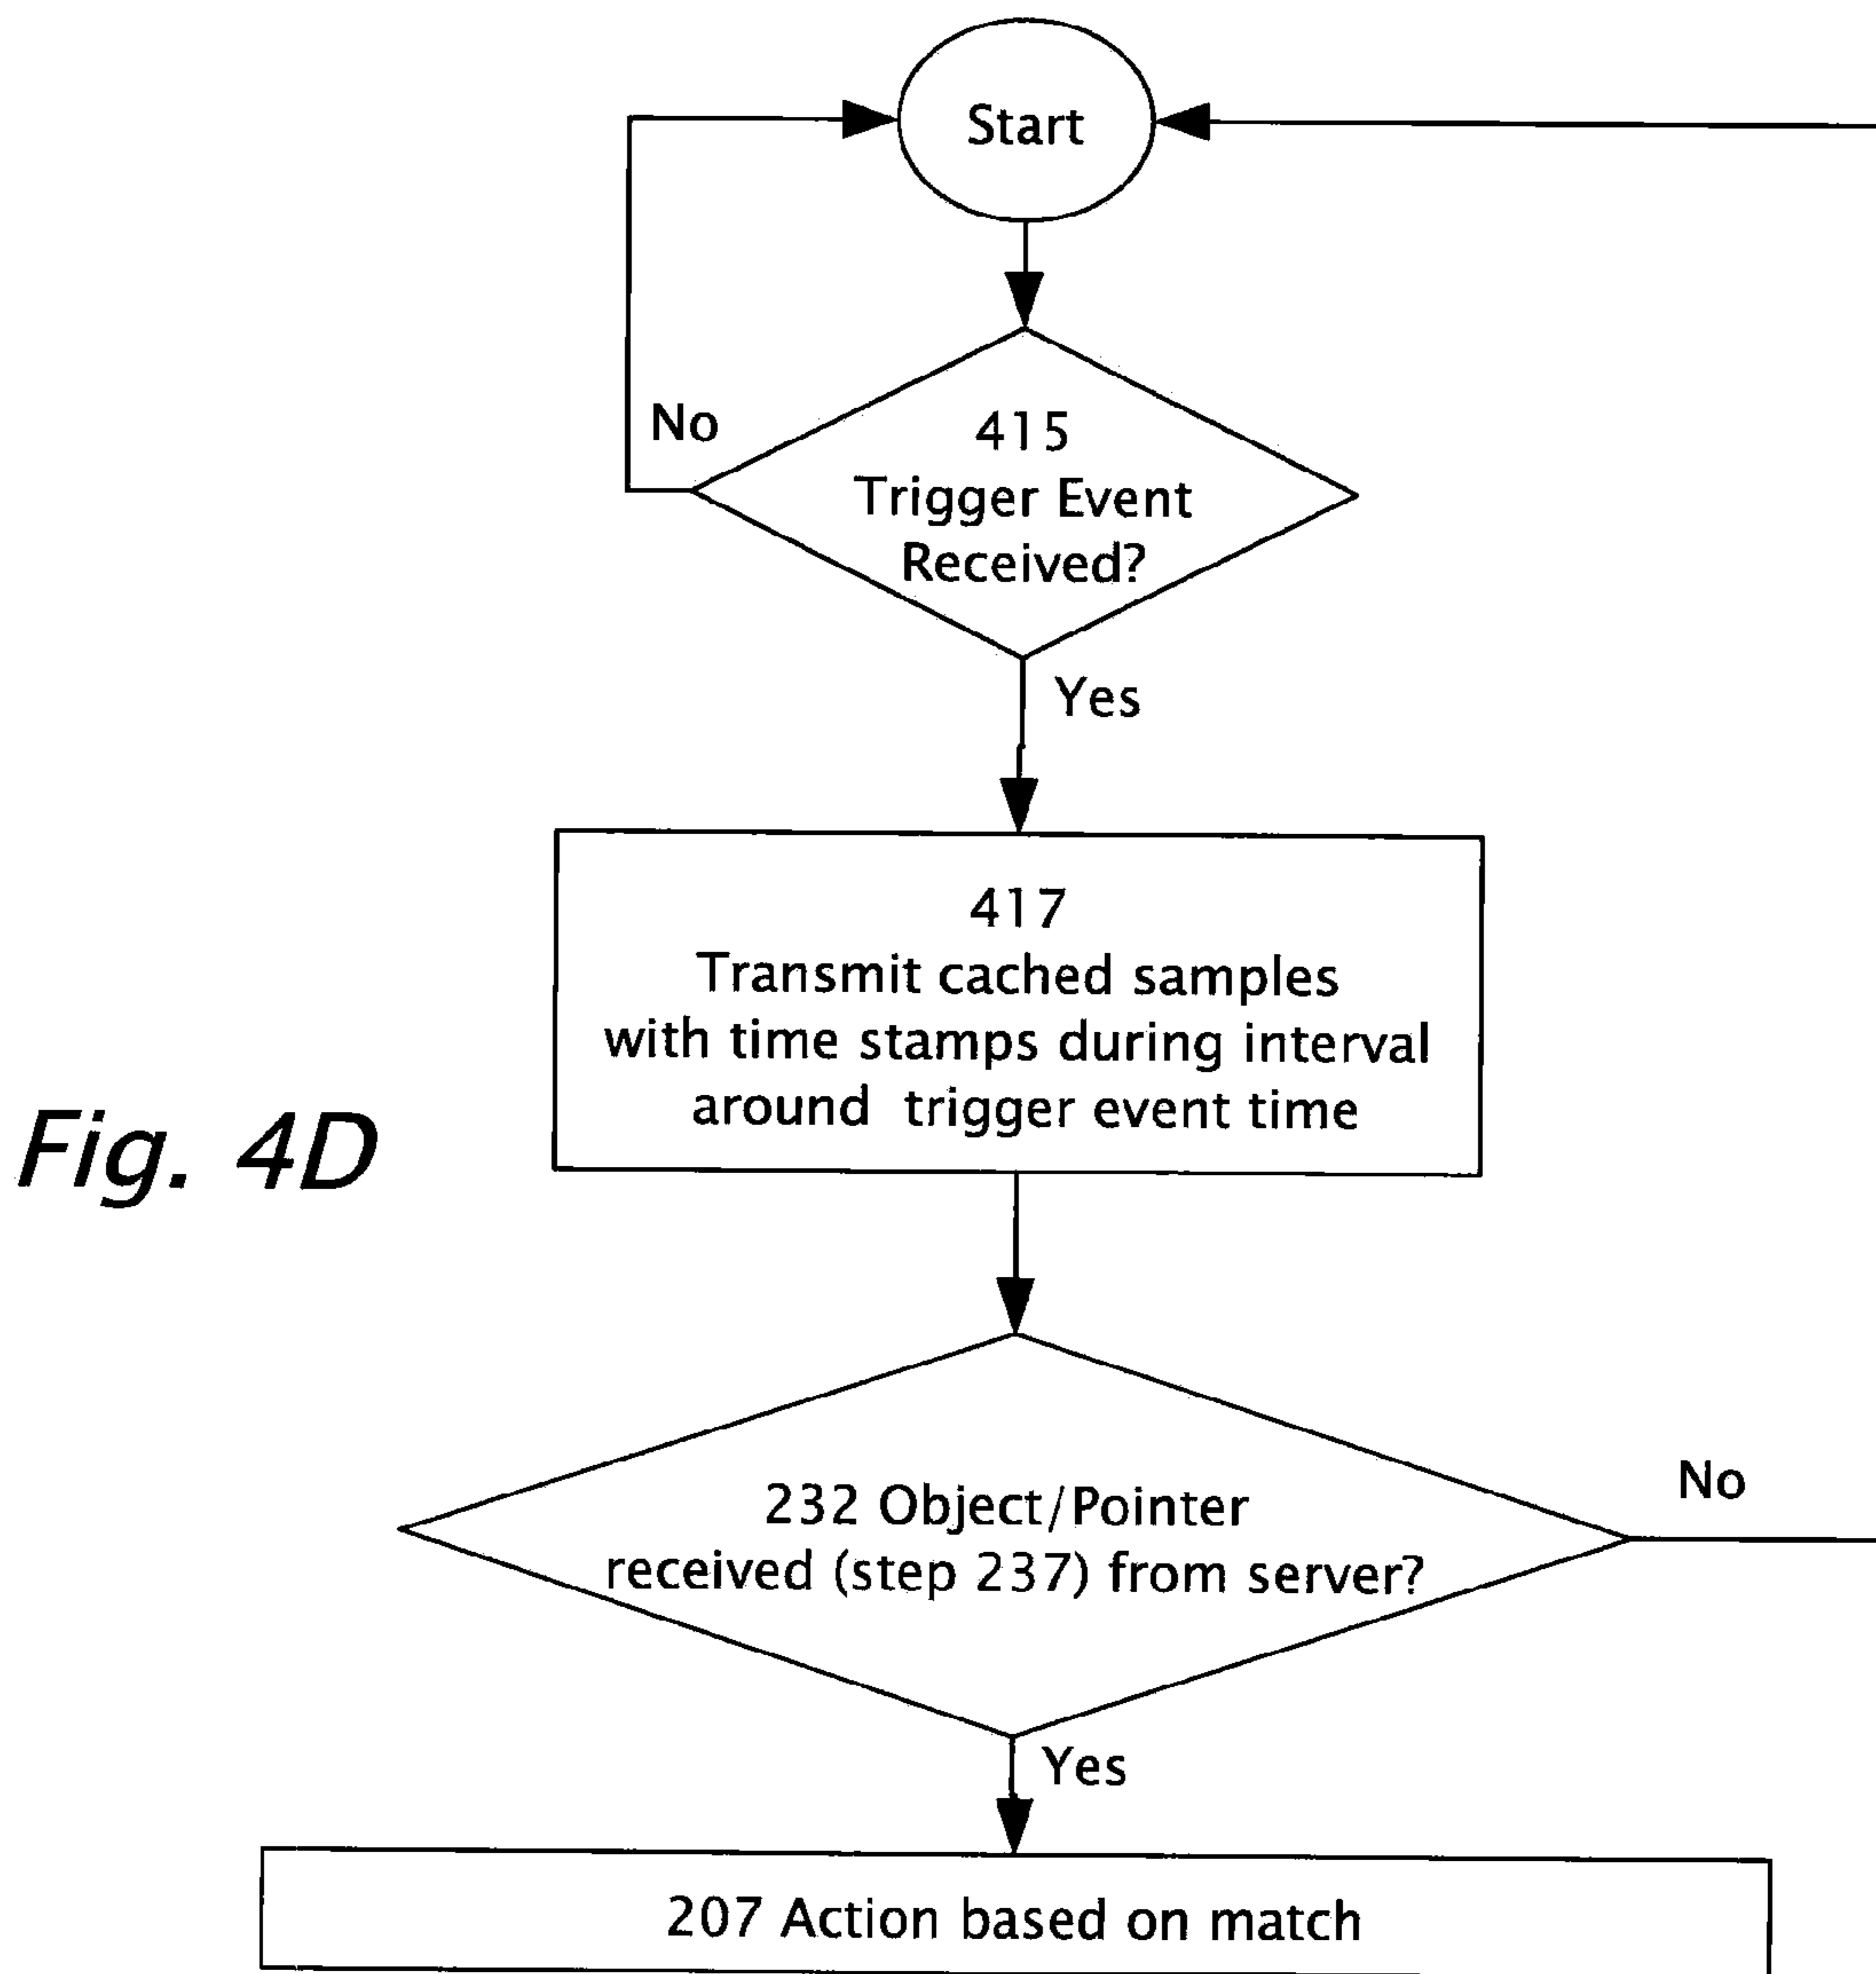 Start
No
415
Trigger Event
Received?
Yes
417
Transmit cached samples
with time stamps during interval
around trigger event time
Fig. 4D
232 Object/Pointer
received (step 237) from server?
No
Yes
207 Action based on match